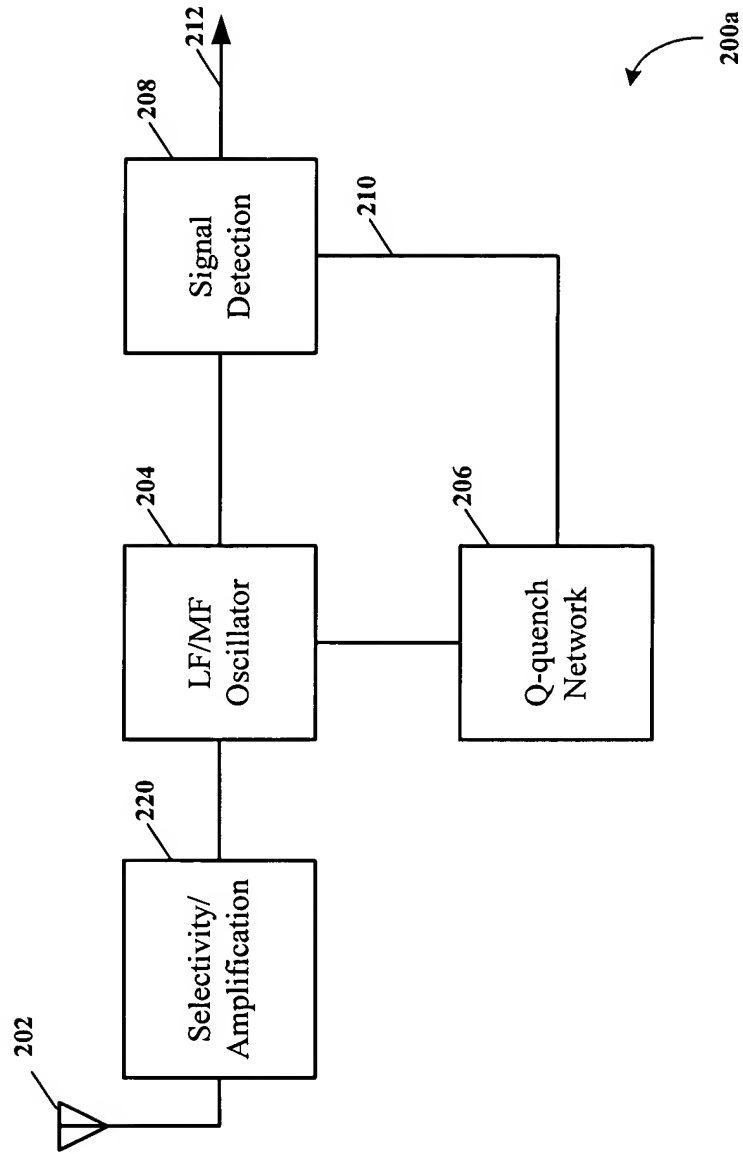 202
220
Selectivity/
Amplification
204
LF/MF
Oscillator
208
Signal
Detection
212
206
Q-quench
Network
210
200a